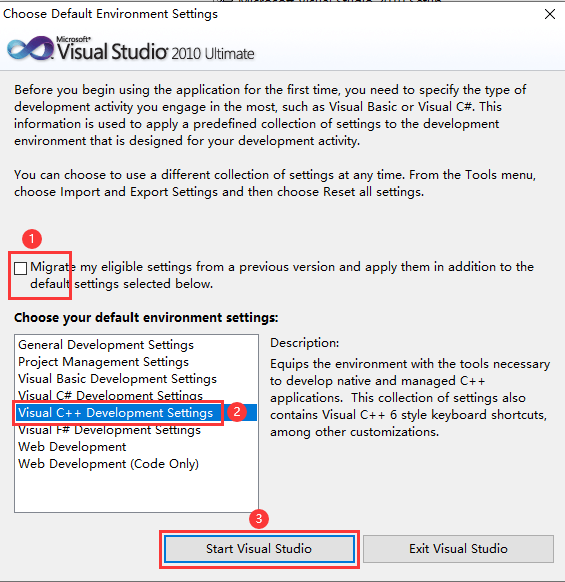 Choose Default Environment Settings
Microsoft®
Visual Studio® 2010 Ultimate
Before you begin using the application for the first time, you need to specify the type of
development activity you engage in the most, such as Visual Basic or Visual C#. This
information is used to apply a predefined collection of settings to the development
environment that is designed for your development activity.
You can choose to use a different collection of settings at any time. From the Tools menu,
choose Import and Export Settings and then choose Reset all settings.
1
Migrate my eligible settings from a previous version and apply them in addition to the
default settings selected below.
Choose your default environment settings:
General Development Settings
Project Management Settings
Visual Basic Development Settings
Visual C# Development Settings
Visual C++ Development Settings 2
Visual F# Development Settings
Web Development
Web Development (Code Only)
Description:
Equips the environment with the tools necessary
to develop native and managed C++
applications.  This collection of settings also
contains Visual C++ 6 style keyboard shortcuts,
among other customizations.
3
Start Visual Studio
Exit Visual Studio